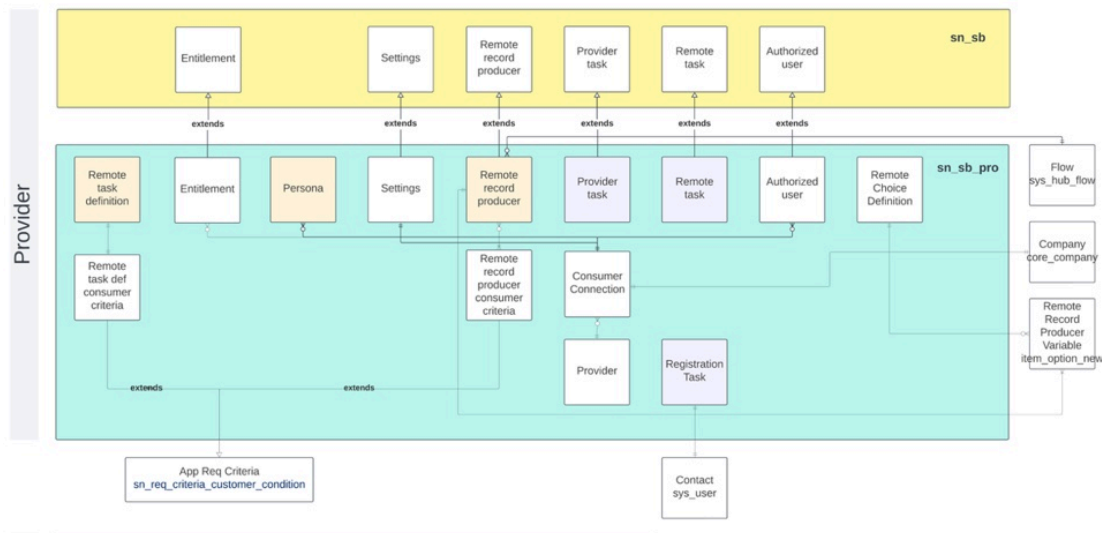 Provider
sn_sb
Entitlement
Settings
Remote
record
producer
Provider
task
Remote
task
Authorized
user
extends
extends
extends
extends
extends
extends
sn_sb_pro
Remote
task
definition
Entitlement
Persona
Settings
Remote
record
producer
Provider
task
Remote
task
Authorized
user
Remote
Choice
Definition
Flow
sys_hub_flow
Remote
task def
consumer
criteria
Remote
record
producer
consumer
criteria
Consumer
Connection
Company
core_company
Provider
Registration
Task
Remote
Record
Producer
Variable
item_option_new
extends
extends
App Req Criteria
sn_req_criteria_customer_condition
Contact
sys_user